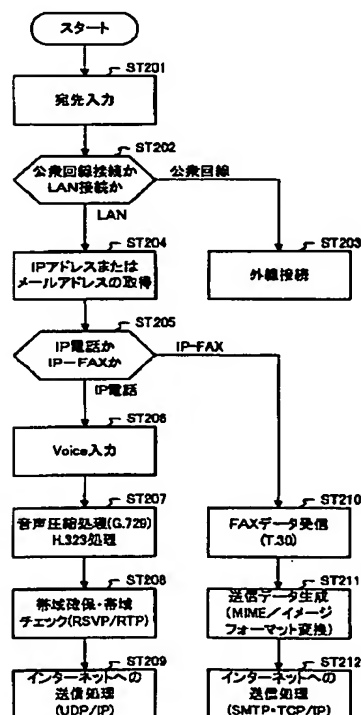 スタート
ST201
宛先入力
ST202
公衆回線接続か
LAN接続か
公衆回線
LAN
ST204
IPアドレスまたは
メールアドレスの取得
ST203
外線接続
ST205
IP電話か
IP-FAXか
IP-FAX
IP電話
ST206
Voice入力
ST207
音声圧縮処理(G.729)
H.323処理
ST210
FAXデータ発信
(T.30)
ST208
帯域確保・帯域
チェック(RSVP/RTP)
ST211
送信データ生成
(MIME/イメージ
フォーマット変換)
ST209
インターネットへの
送信処理
(UDP/IP)
ST212
インターネットへの
送信処理
(SMTP・TCP/IP)